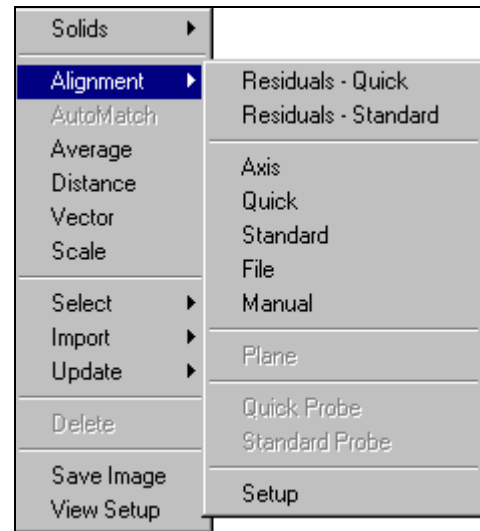 Solids
Alignment
AutoMatch
Average
Distance
Vector
Scale
Select
Import
Update
Delete
Save Image
View Setup
Residuals - Quick
Residuals - Standard
Axis
Quick
Standard
File
Manual
Plane
Quick Probe
Standard Probe
Setup